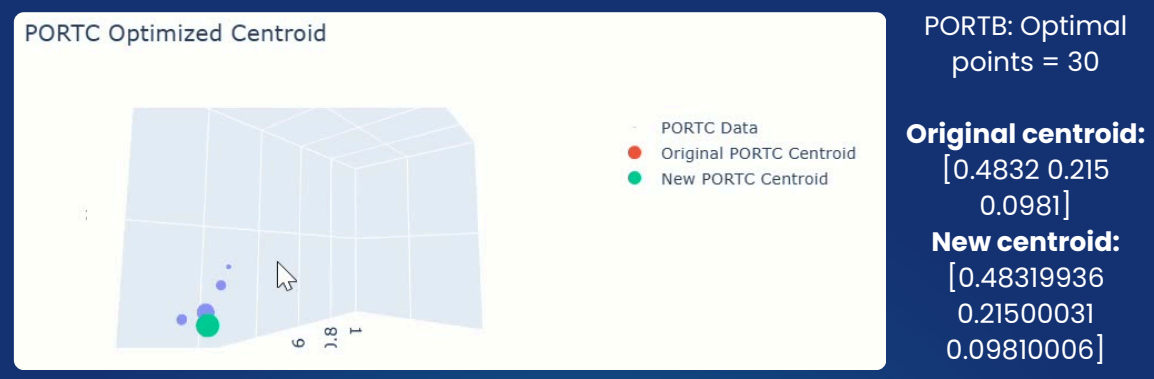 PORTC Optimized Centroid
PORTC Data
Original PORTC Centroid
New PORTC Centroid
1
PORTB: Optimal
points = 30
Original centroid:
[0.4832 0.215
0.0981]
New centroid:
[0.48319936
0.21500031
0.09810006]